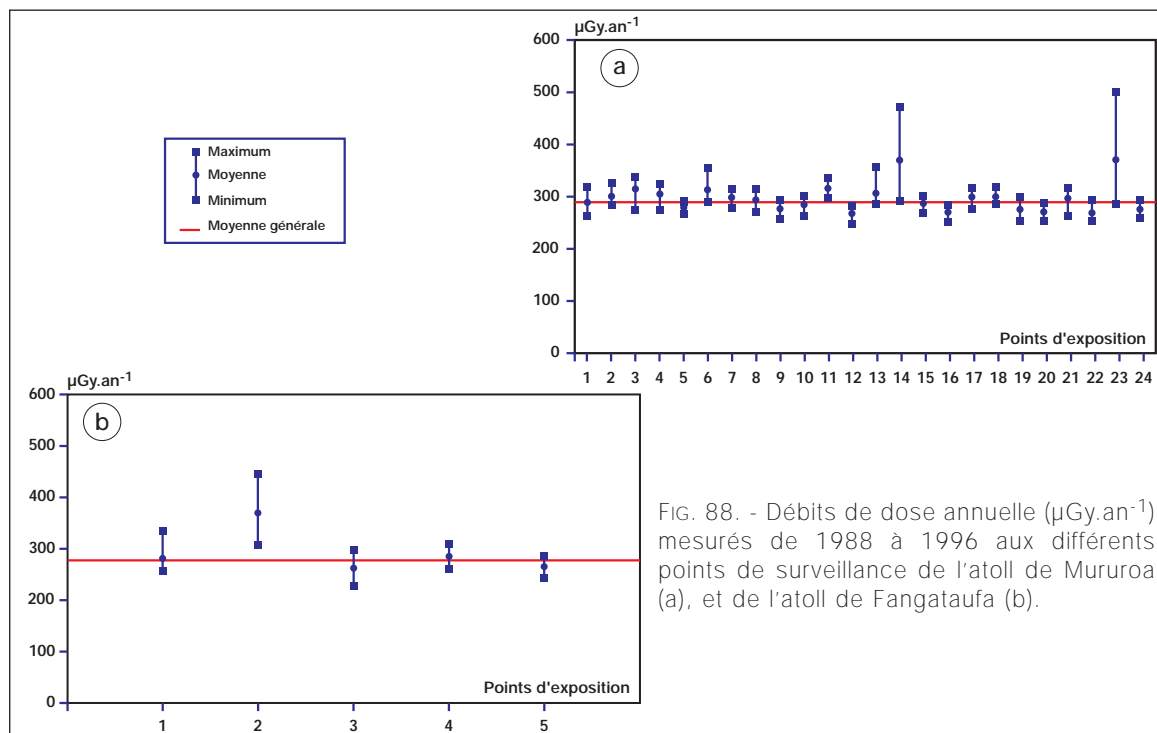 µGy.an-1
600
500
400
300
200
100
0
a
Points d'exposition
1 2 3 4 5 6 7 8 9 10 11 12 13 14 15 16 17 18 19 20 21 22 23 24
Maximum
Moyenne
Minimum
Moyenne générale
µGy.an-1
600
500
400
300
200
100
0
b
Points d'exposition
1 2 3 4 5
FIG. 88. - Débits de dose annuelle (µGy.an-1)
mesurés de 1988 à 1996 aux différents
points de surveillance de l'atoll de Mururoa
(a), et de l'atoll de Fangataufa (b).